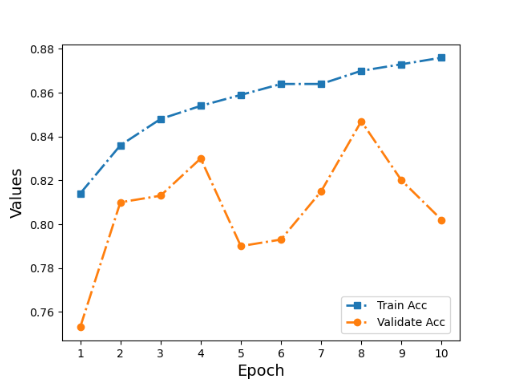 0.88
0.86
0.84
0.82
0.80
0.78
0.76
Values
1 2 3 4 5 6 7 8 9 10
Epoch
Train Acc
Validate Acc